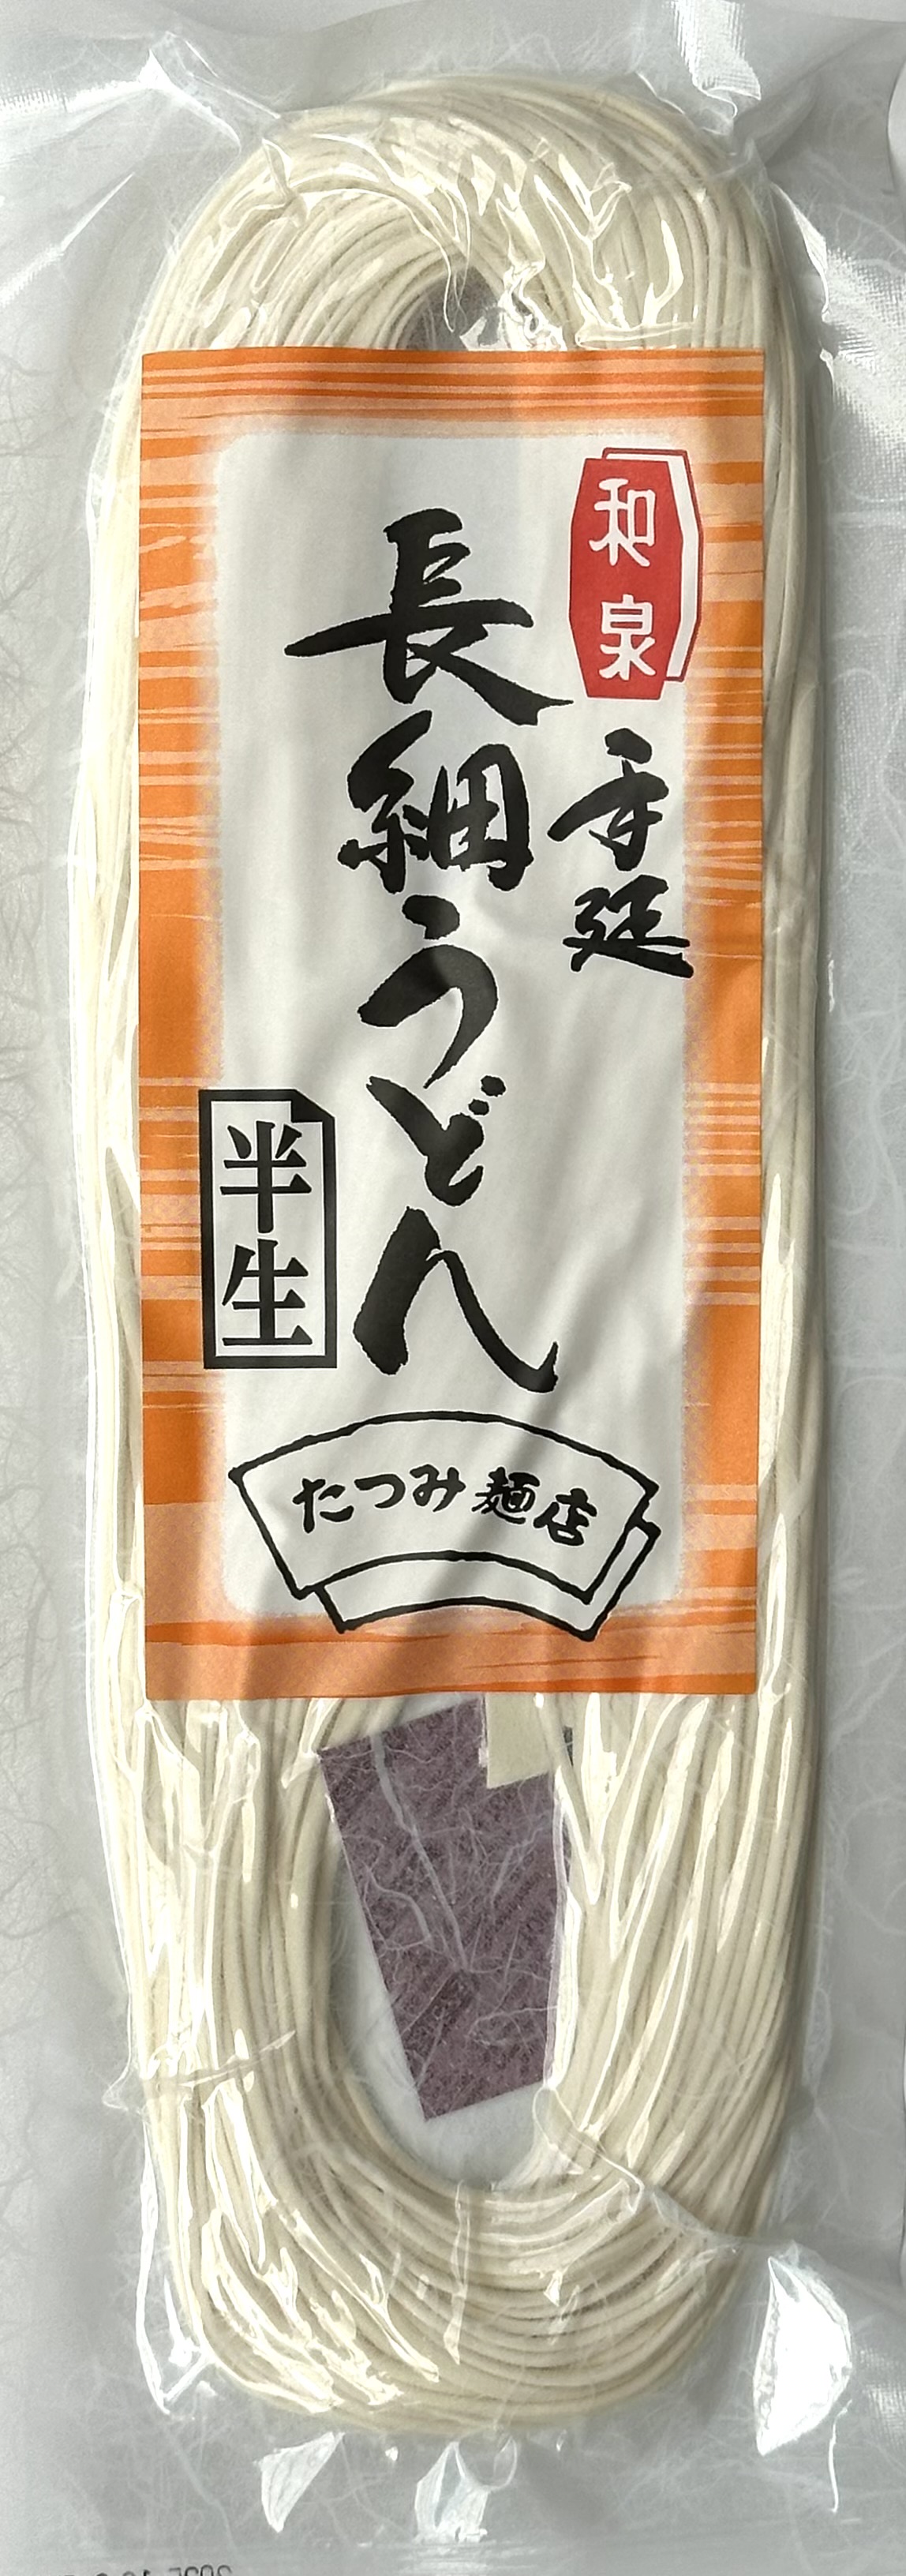 和泉
手延
長細うどん
半生
たつみ麺店